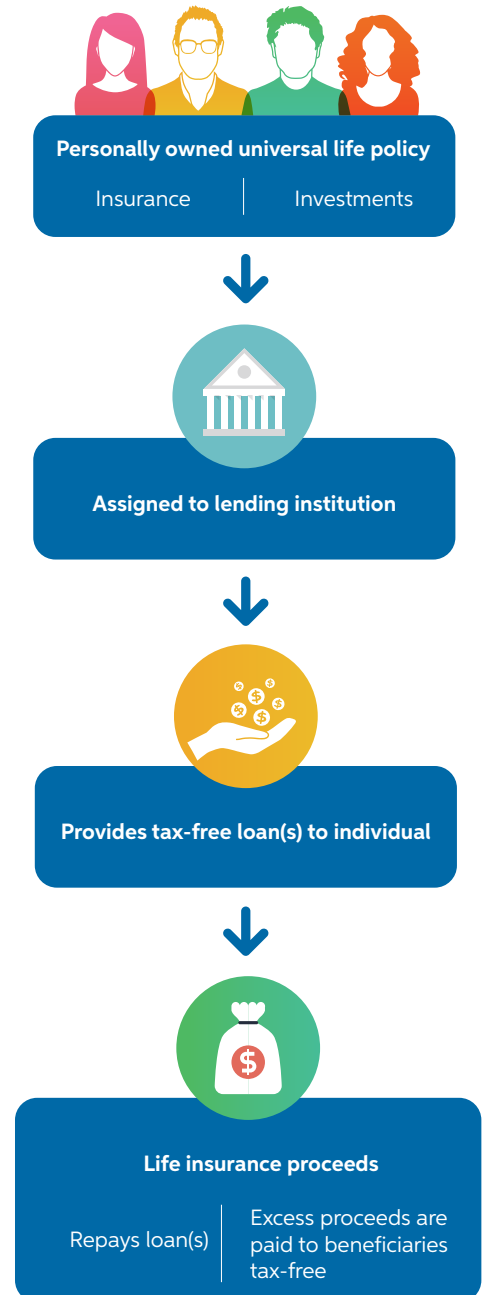 Personally owned universal life policy
Insurance
Investments
Assigned to lending institution
$
$
$
$
$
$
Provides tax-free loan(s) to individual
$
Life insurance proceeds
Repays loan(s)
Excess proceeds are
paid to beneficiaries
tax-free